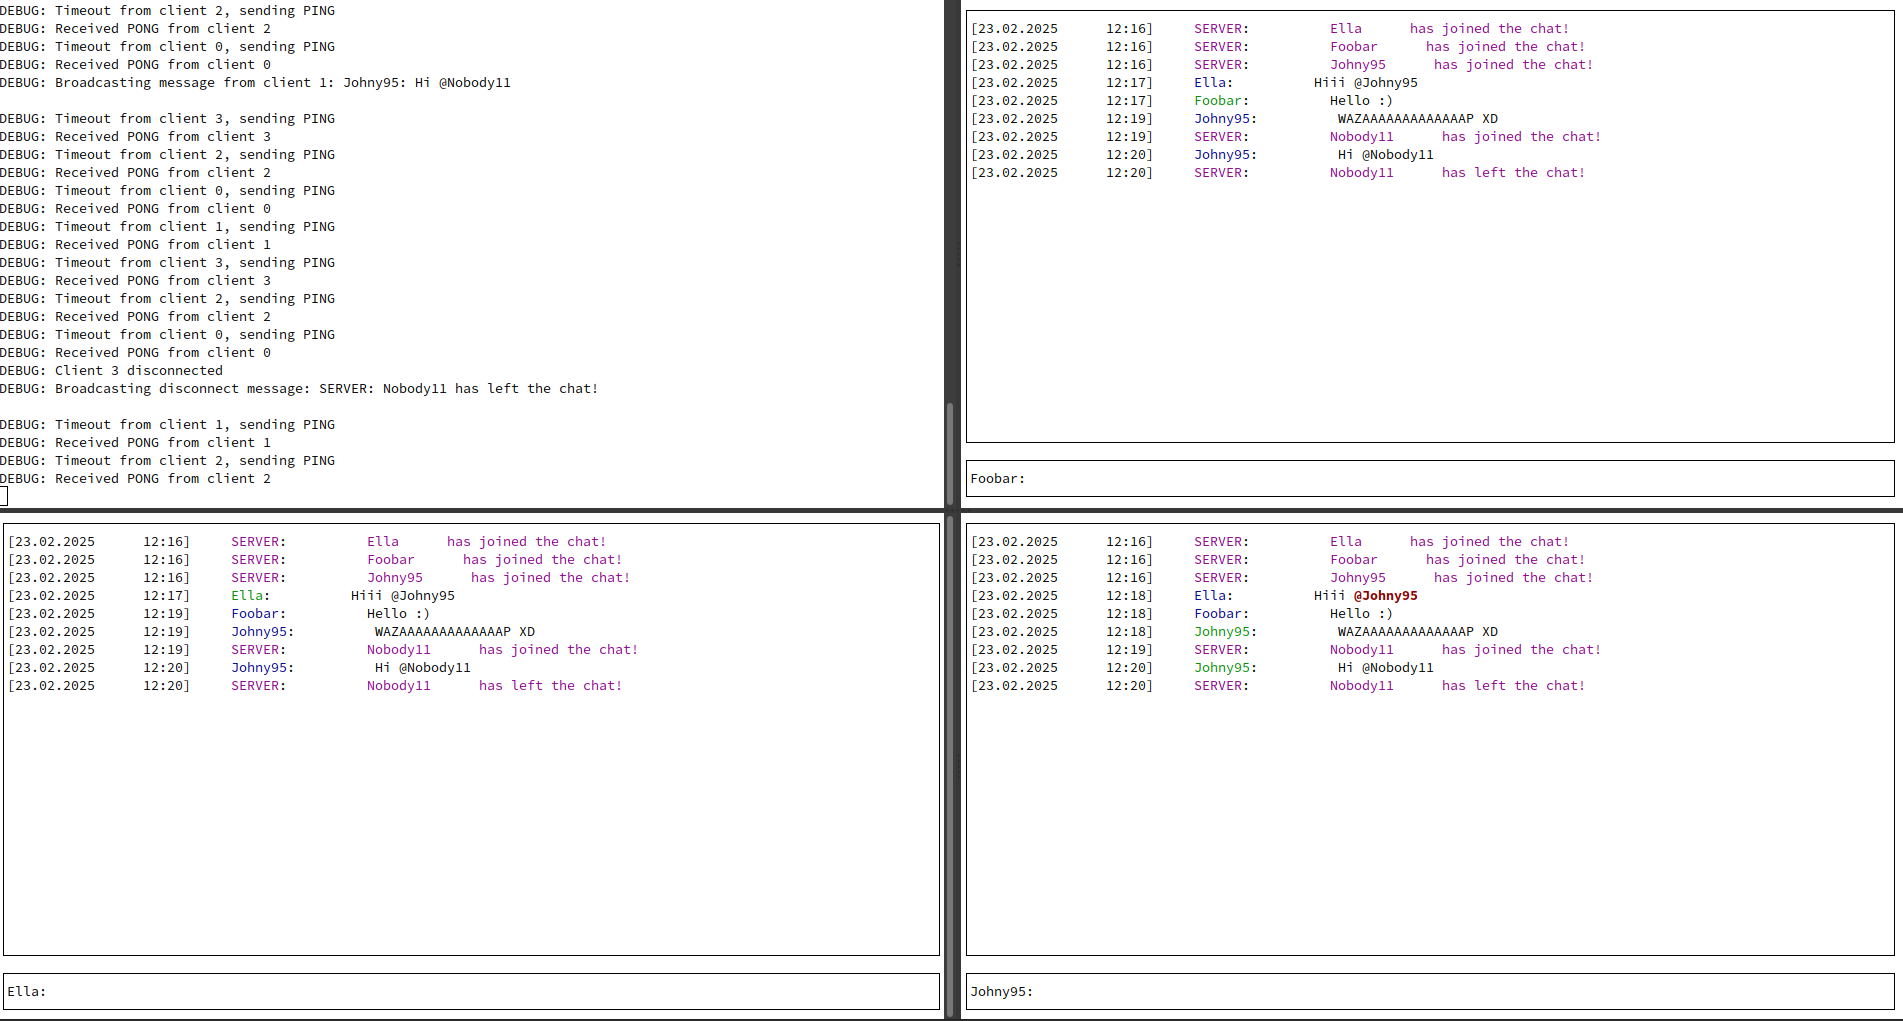 DEBUG: Timeout from client 2, sending PING
DEBUG: Received PONG from client 2
DEBUG: Timeout from client 0, sending PING
DEBUG: Received PONG from client 0
DEBUG: Broadcasting message from client 1: Johny95: Hi @Nobody11
DEBUG: Timeout from client 3, sending PING
DEBUG: Received PONG from client 3
DEBUG: Timeout from client 2, sending PING
DEBUG: Received PONG from client 2
DEBUG: Timeout from client 0, sending PING
DEBUG: Received PONG from client 0
DEBUG: Timeout from client 1, sending PING
DEBUG: Received PONG from client 1
DEBUG: Timeout from client 3, sending PING
DEBUG: Received PONG from client 3
DEBUG: Timeout from client 2, sending PING
DEBUG: Received PONG from client 2
DEBUG: Timeout from client 0, sending PING
DEBUG: Received PONG from client 0
DEBUG: Client 3 disconnected
DEBUG: Broadcasting disconnect message: SERVER: Nobody11 has left the chat!
DEBUG: Timeout from client 1, sending PING
DEBUG: Received PONG from client 1
DEBUG: Timeout from client 2, sending PING
DEBUG: Received PONG from client 2
[23.02.2025 12:16] SERVER: Ella has joined the chat!
[23.02.2025 12:16] SERVER: Foobar has joined the chat!
[23.02.2025 12:16] SERVER: Johny95 has joined the chat!
[23.02.2025 12:17] Ella: Hiii @Johny95
[23.02.2025 12:17] Foobar: Hello :)
[23.02.2025 12:19] Johny95: WAZAAAAAAAAAAAAAP XD
[23.02.2025 12:19] SERVER: Nobody11 has joined the chat!
[23.02.2025 12:20] Johny95: Hi @Nobody11
[23.02.2025 12:20] SERVER: Nobody11 has left the chat!
Foobar:
[23.02.2025 12:16] SERVER: Ella has joined the chat!
[23.02.2025 12:16] SERVER: Foobar has joined the chat!
[23.02.2025 12:16] SERVER: Johny95 has joined the chat!
[23.02.2025 12:17] Ella: Hiii @Johny95
[23.02.2025 12:19] Foobar: Hello :)
[23.02.2025 12:19] Johny95: WAZAAAAAAAAAAAAAP XD
[23.02.2025 12:19] SERVER: Nobody11 has joined the chat!
[23.02.2025 12:20] Johny95: Hi @Nobody11
[23.02.2025 12:20] SERVER: Nobody11 has left the chat!
Ella:
[23.02.2025 12:16] SERVER: Ella has joined the chat!
[23.02.2025 12:16] SERVER: Foobar has joined the chat!
[23.02.2025 12:16] SERVER: Johny95 has joined the chat!
[23.02.2025 12:18] Ella: Hiii @Johny95
[23.02.2025 12:18] Foobar: Hello :)
[23.02.2025 12:18] Johny95: WAZAAAAAAAAAAAAAP XD
[23.02.2025 12:19] SERVER: Nobody11 has joined the chat!
[23.02.2025 12:20] Johny95: Hi @Nobody11
[23.02.2025 12:20] SERVER: Nobody11 has left the chat!
Johny95: